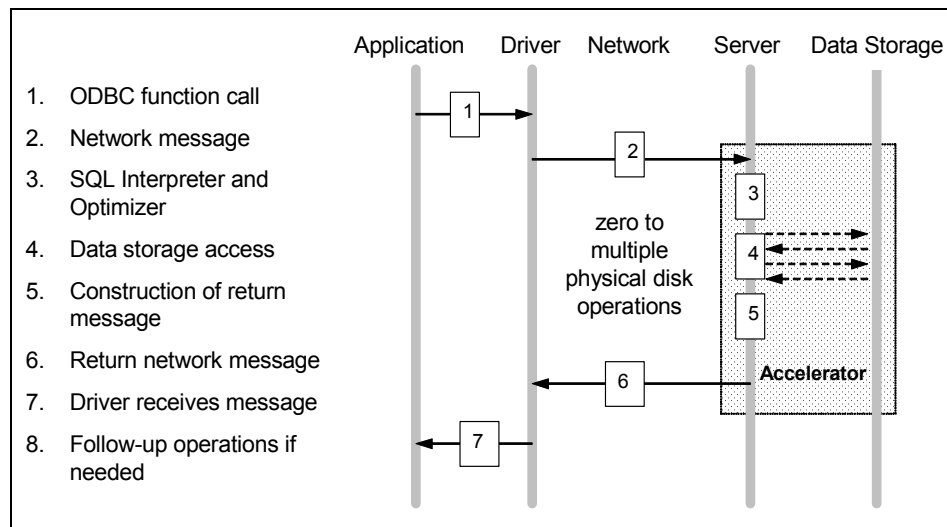 Application Driver Network Server Data Storage
1. ODBC function call
2. Network message
3. SQL Interpreter and
Optimizer
4. Data storage access
5. Construction of return
message
6. Return network message
7. Driver receives message
8. Follow-up operations if
needed
1
2
3
zero to
multiple
physical disk
operations
4
5
Accelerator
6
7